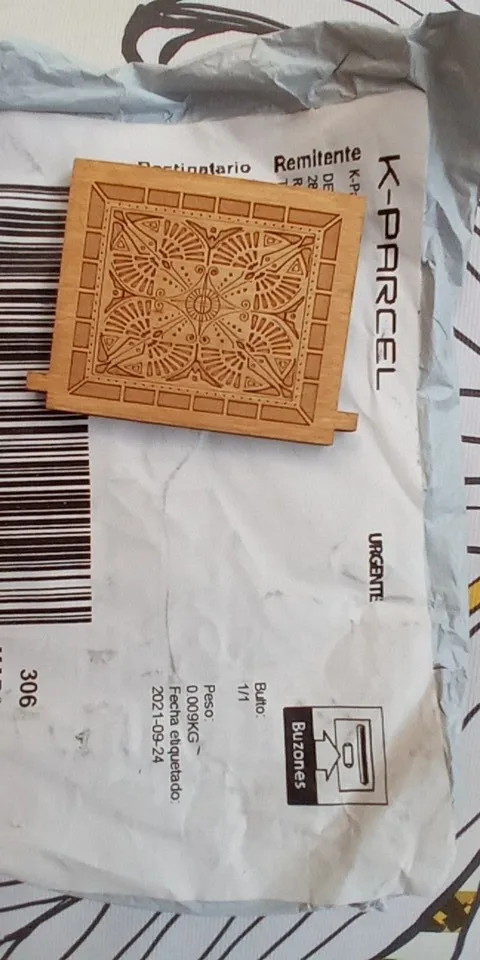 K-PARCEL
Remitente
Destinatario
URGENTE
Buzones
Bulto:
1/1
Peso:
0.009KG
Fecha etiquetado:
2021-09-24
306